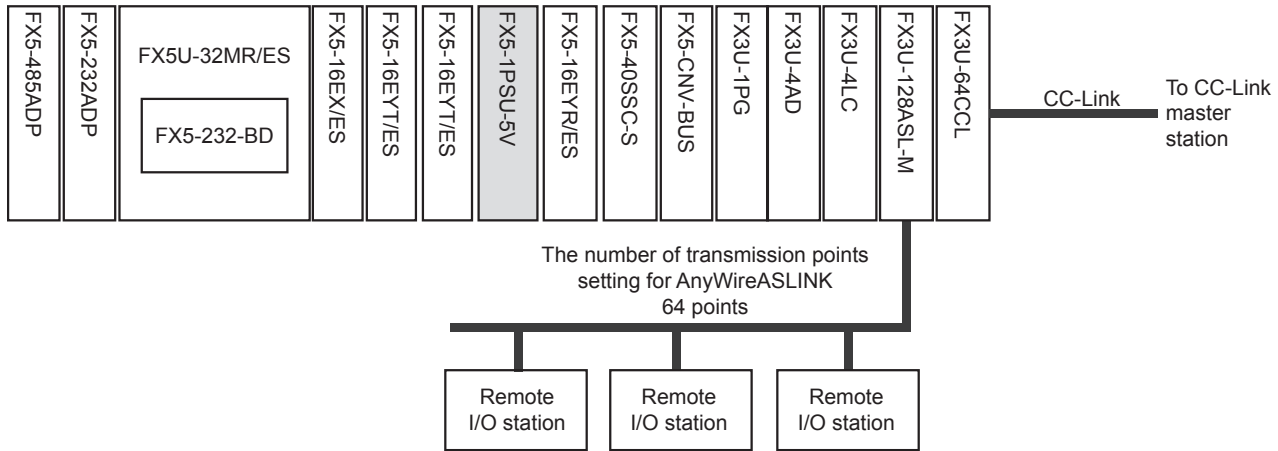 FX5-485ADP
FX5-232ADP
FX5U-32MR/ES
FX5-232-BD
FX5-16EX/ES
FX5-16EYT/ES
FX5-16EYT/ES
FX5-1PSU-5V
FX5-16EYR/ES
FX5-40SSC-S
FX5-CNV-BUS
FX3U-1PG
FX3U-4AD
FX3U-4LC
FX3U-128ASL-M
FX3U-64CCL
CC-Link
To CC-Link
master
station
The number of transmission points
setting for AnyWireASLINK
64 points
Remote
I/O station
Remote
I/O station
Remote
I/O station